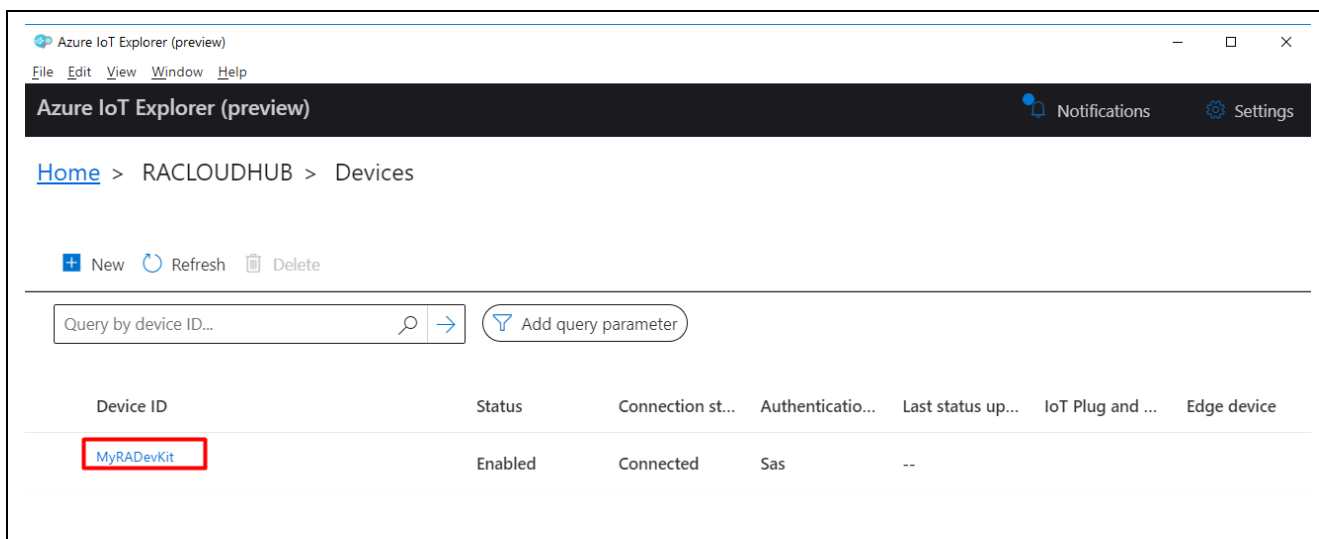 Azure IoT Explorer (preview)
File Edit View Window Help
Azure IoT Explorer (preview) Notifications Settings
Home > RACLOUDHUB > Devices
New Refresh Delete
Query by device ID... Add query parameter
Device ID Status Connection st... Authenticatio... Last status up... IoT Plug and ... Edge device
MyRADevKit Enabled Connected Sas --